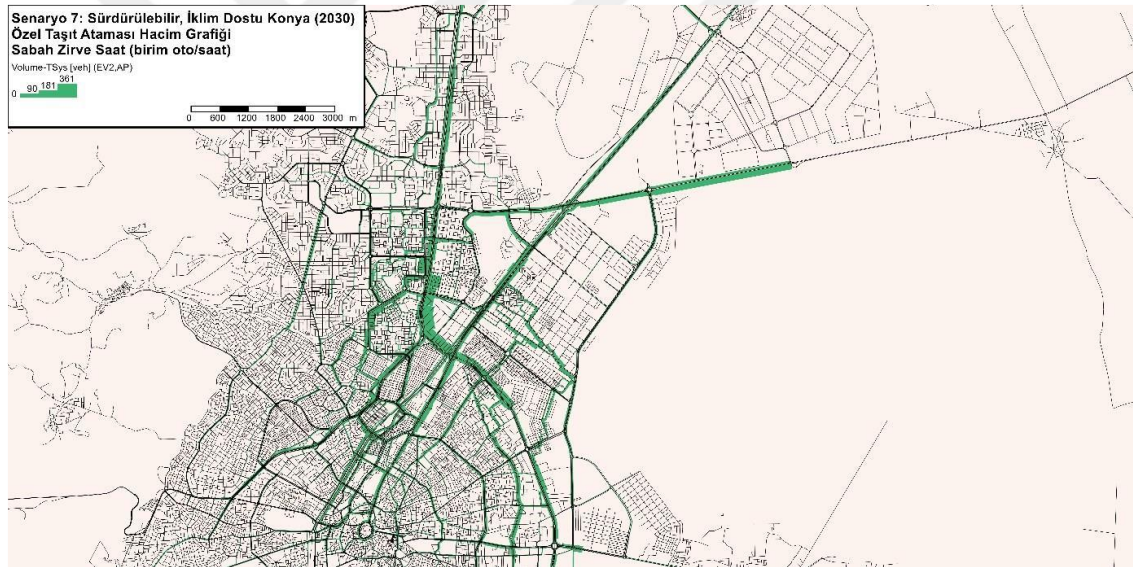 Senaryo 7: Sürdürülebilir, İklim Dostu Konya (2030)
Özel Taşıt Ataması Hacim Grafiği
Sabah Zirve Saat (birim oto/saat)
Volume-TSys [veh] (EV2,AP)
0 90 181 361
0 600 1200 1800 2400 3000 m